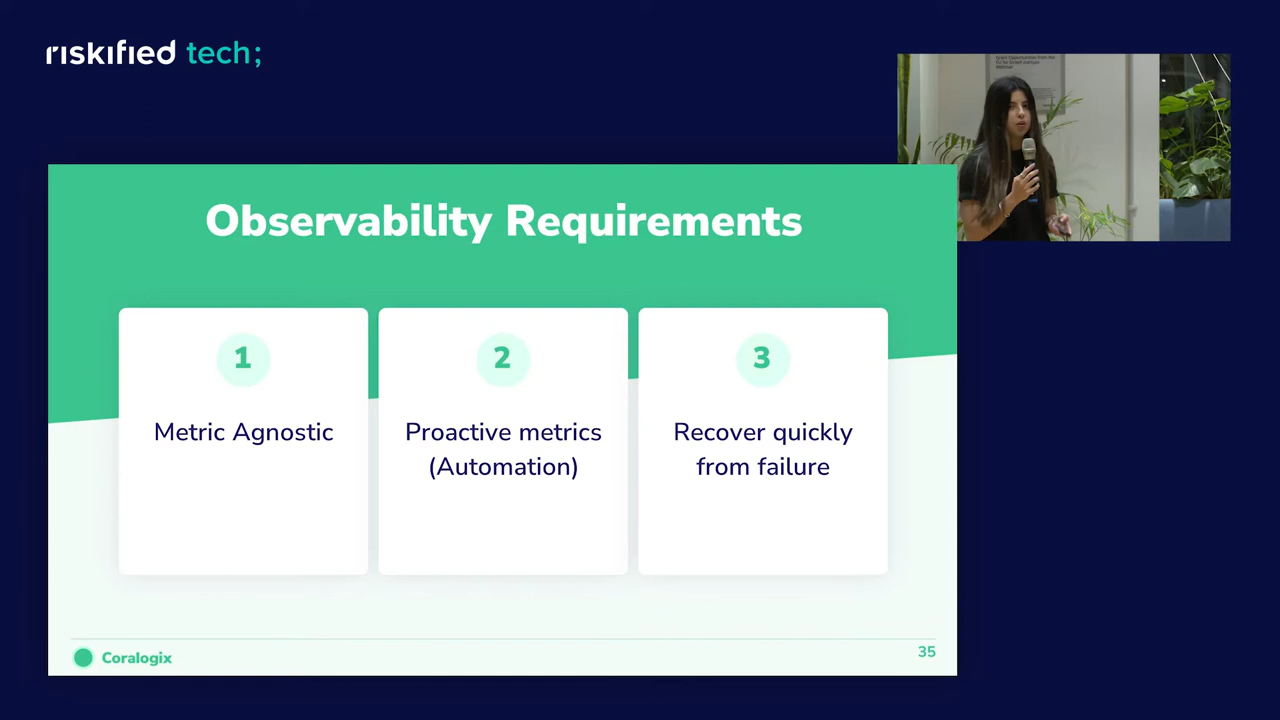 riskified tech;
Observability Requirements
1
Metric Agnostic
2
Proactive metrics
(Automation)
3
Recover quickly
from failure
Coralogix
35